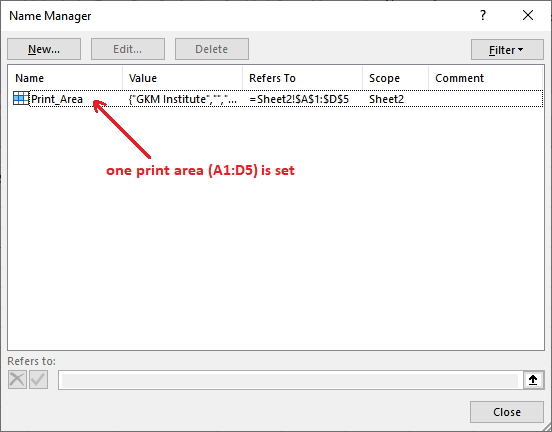 Name Manager
? ×
New... Edit... Delete Filter
Name Value Refers To Scope Comment
Print_Area {"GKM Institute","","... =Sheet2!$A$1:$D$5 Sheet2
one print area (A1:D5) is set
Refers to:
Close